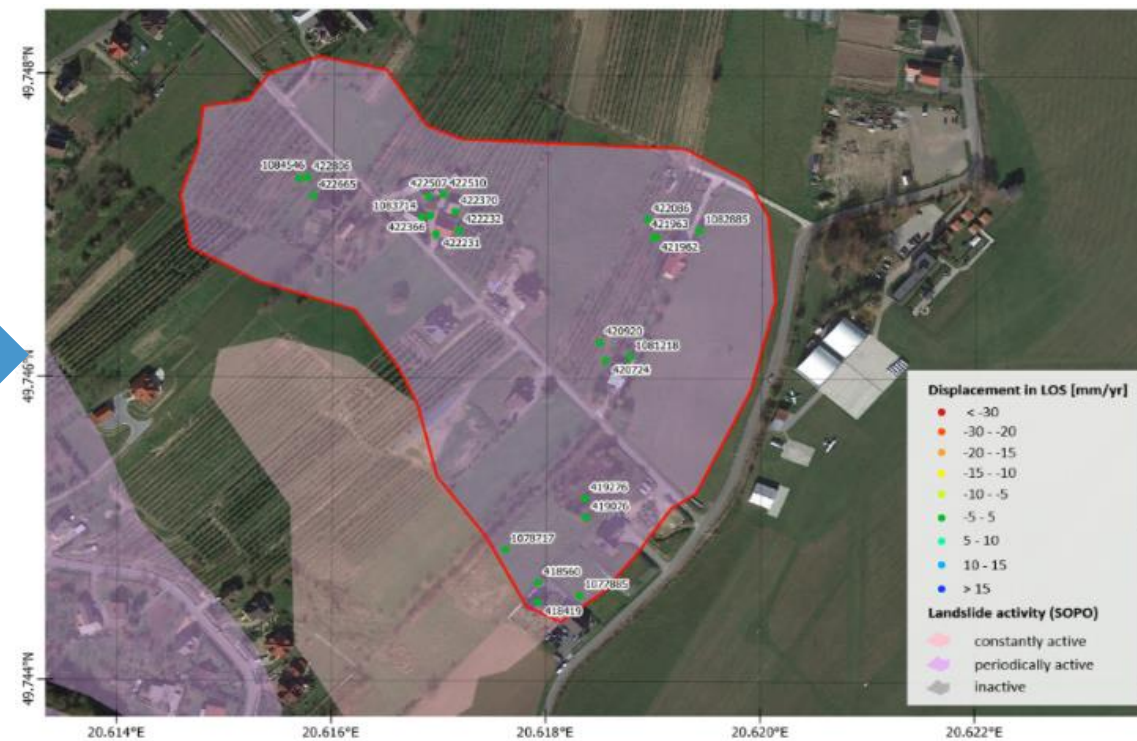 49.748°N
49.746°N
49.744°N
1084546 422806
422665
422507 422510
422370
1083714
422232
422366
422231
422086
421963
1082885
421962
420920
1081218
420724
419276
419026
1078717
418560
1077885
418419
Displacement in LOS [mm/yr]
< -30
-30 - -20
-20 - -15
-15 - -10
-10 - -5
-5 - 5
5 - 10
10 - 15
> 15
Landslide activity (SOPO)
constantly active
periodically active
inactive
20.614°E
20.616°E
20.618°E
20.620°E
20.622°E